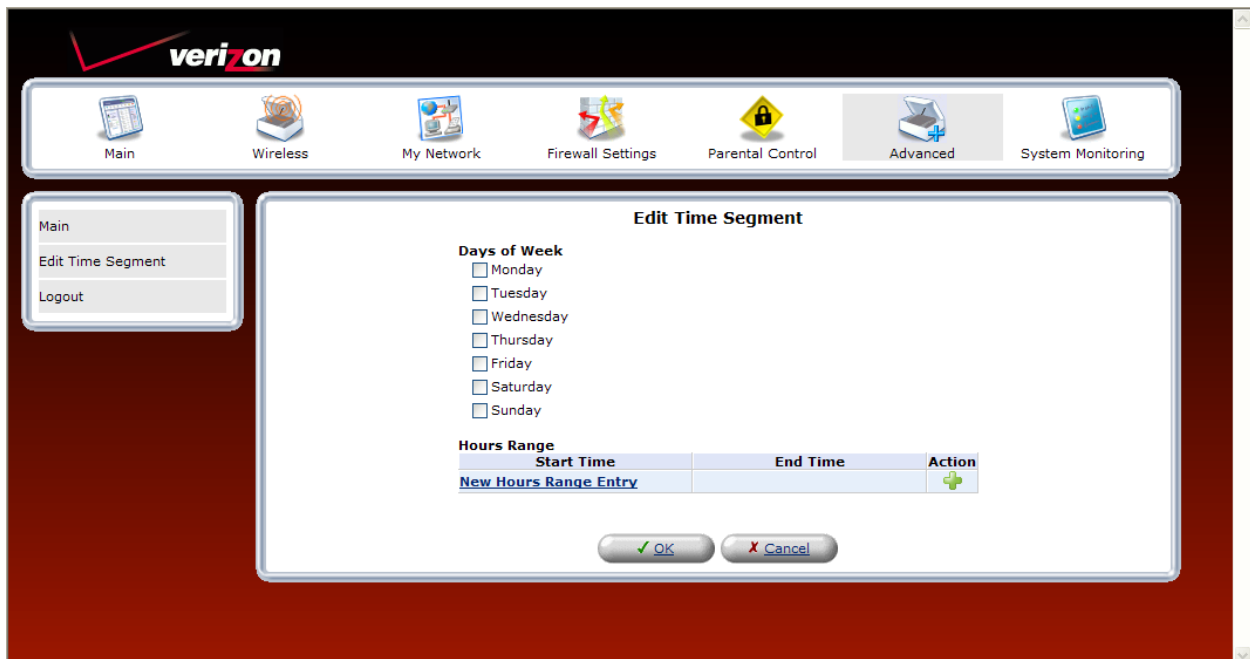 verizon
Main Wireless My Network Firewall Settings Parental Control Advanced System Monitoring
Main
Edit Time Segment
Logout
Edit Time Segment
Days of Week
Monday
Tuesday
Wednesday
Thursday
Friday
Saturday
Sunday
Hours Range
Start Time End Time Action
New Hours Range Entry
OK Cancel